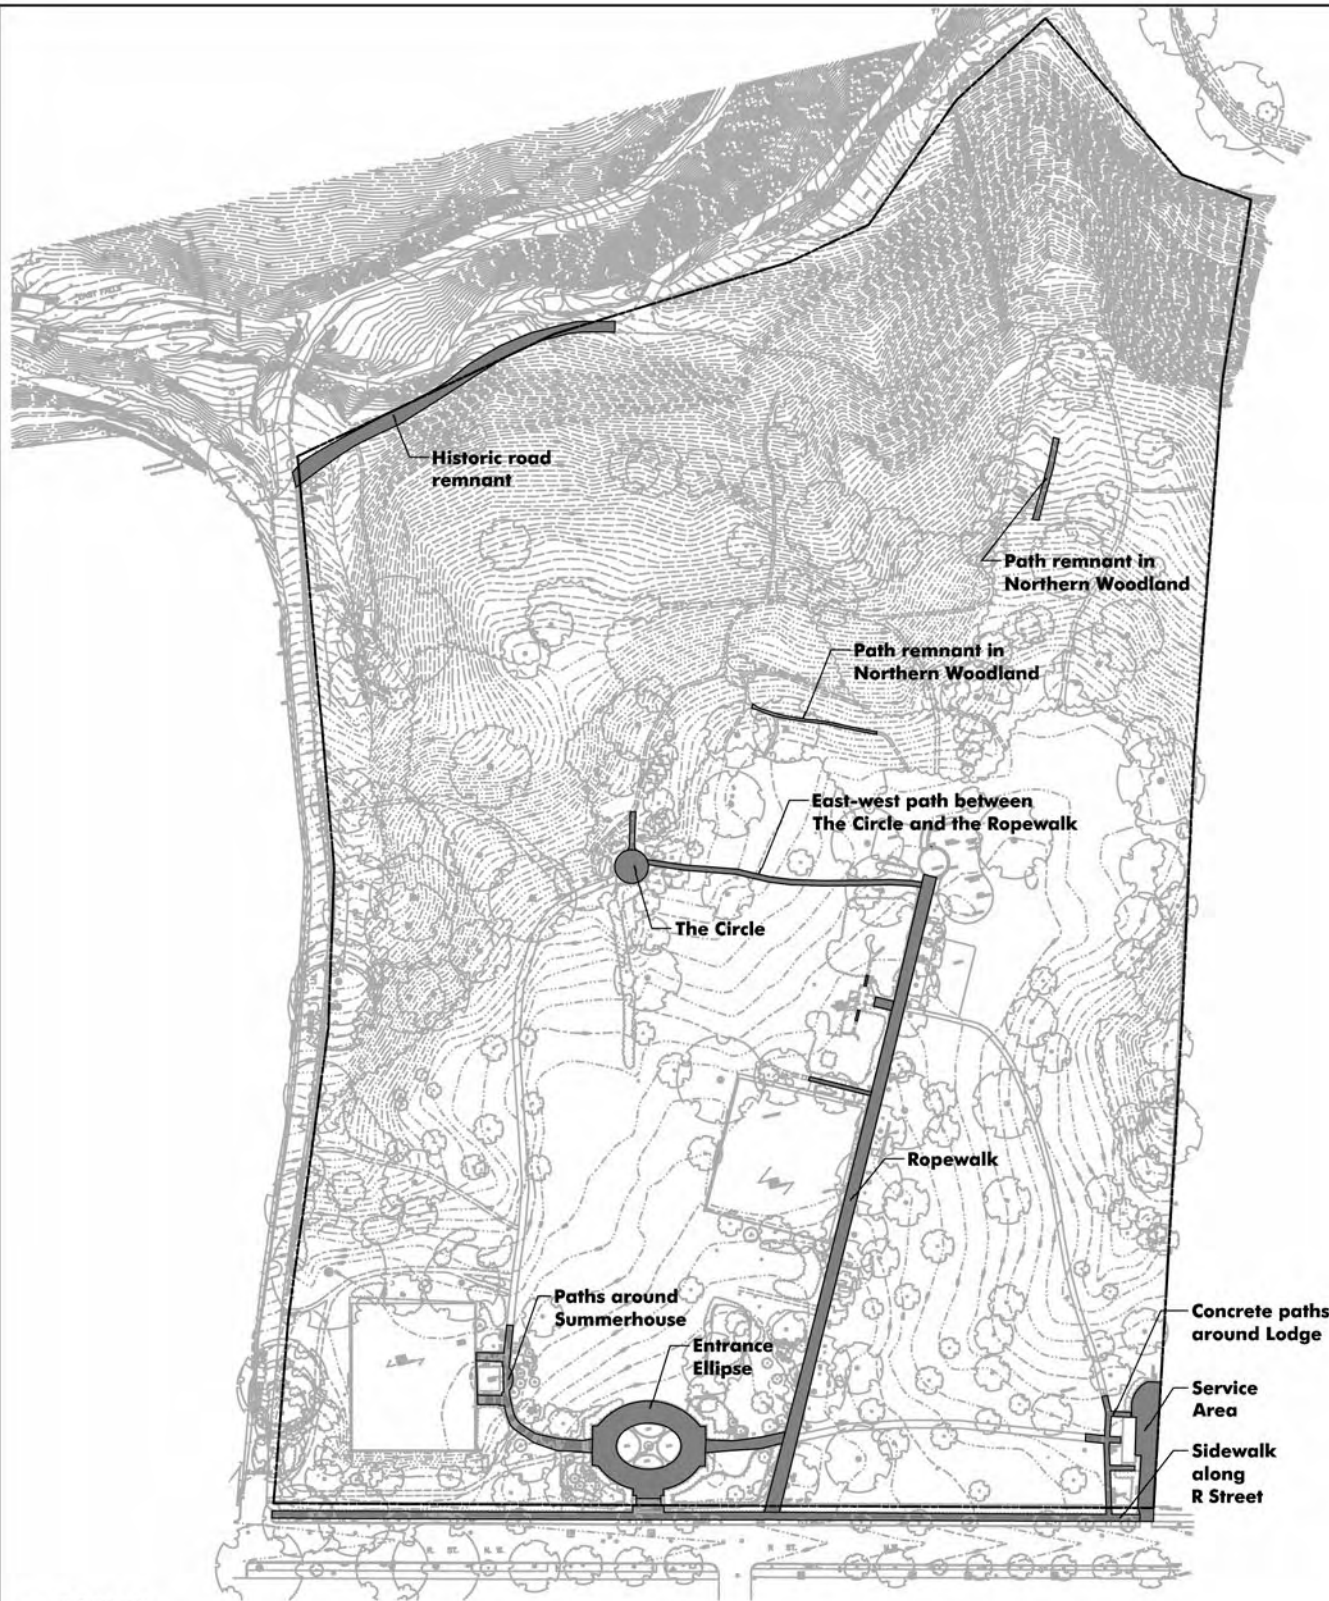 Historic road
remnant
Path remnant in
Northern Woodland
Path remnant in
Northern Woodland
East-west path between
The Circle and the Ropewalk
The Circle
Ropewalk
Paths around
Summerhouse
Entrance
Ellipse
Concrete paths
around Lodge
Service
Area
Sidewalk
along
R Street
R. ST. N. W.
R ST. N.W.